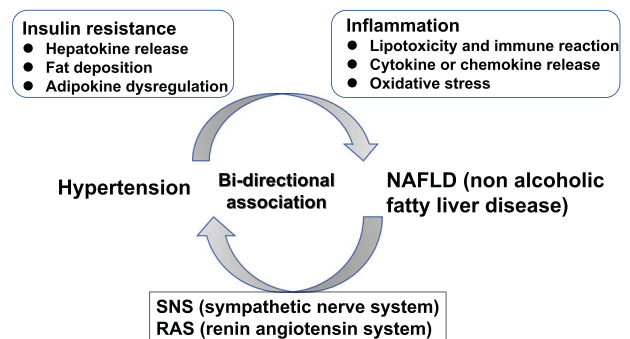 Insulin resistance
● Hepatokine release
● Fat deposition
● Adipokine dysregulation
Inflammation
● Lipotoxicity and immune reaction
● Cytokine or chemokine release
● Oxidative stress
Hypertension
Bi-directional
association
NAFLD (non alcoholic
fatty liver disease)
SNS (sympathetic nerve system)
RAS (renin angiotensin system)